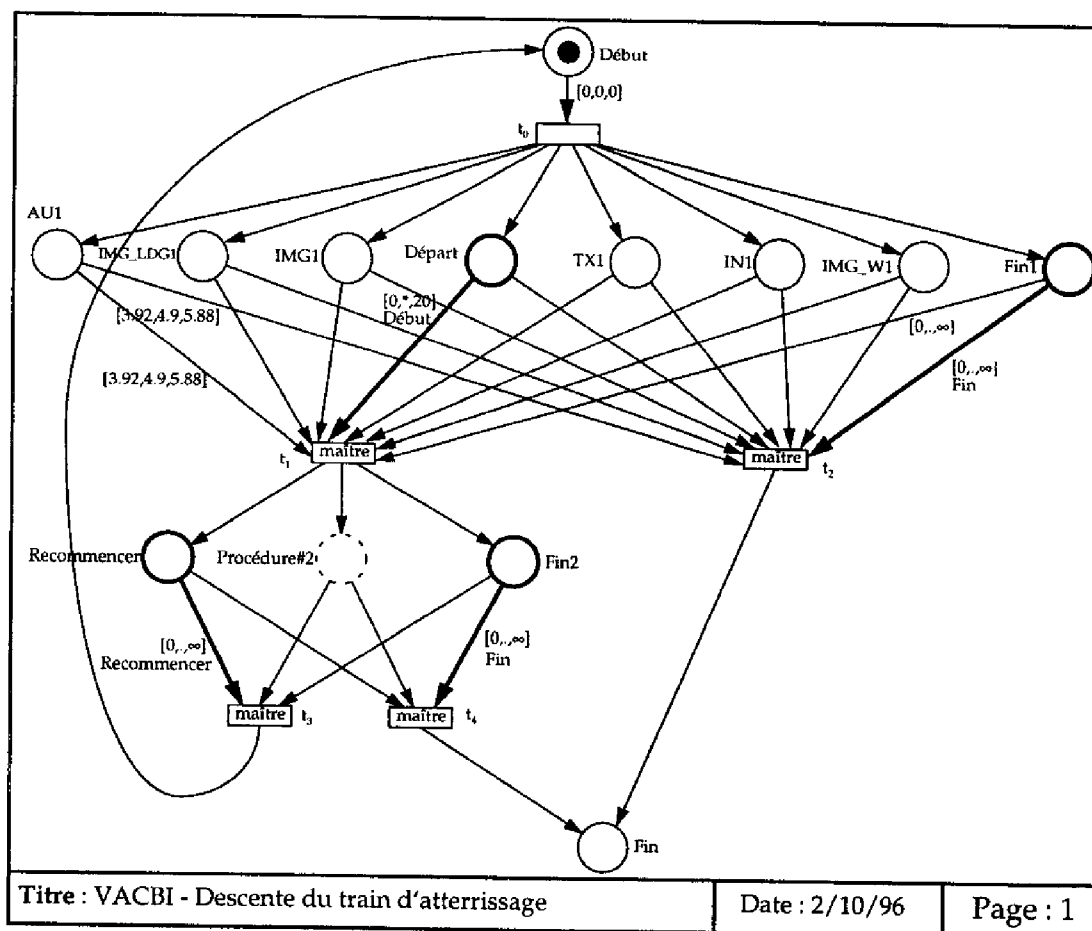 Début
[0,0,0]
t₀
AU1
IMG_LDG1
IMG1
Départ
TX1
IN1
IMG_W1
Fin1
[3.92,4.9,5.88]
[0,*,20]
Début
[0,.,∞]
[3.92,4.9,5.88]
[0,.,∞]
Fin
maître
t₁
maître
t₂
Recommencer
Procédure#2
Fin2
[0,.,∞]
Recommencer
[0,.,∞]
Fin
maître
t₃
maître
t₄
Fin
Titre : VACBI - Descente du train d'atterrissage
Date : 2/10/96
Page : 1